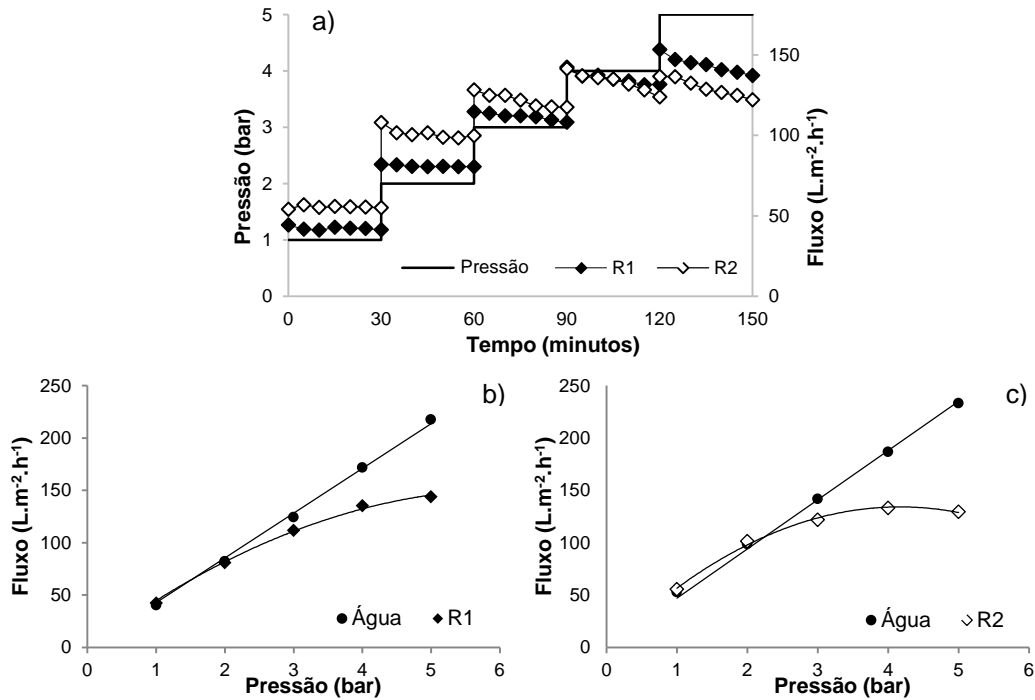 a)
5
4
3
2
1
0
Pressão (bar)
150
100
50
0
Fluxo (L.m⁻².h⁻¹)
Pressão
R1
R2
0 30 60 90 120 150
Tempo (minutos)
b)
250
200
150
100
50
0
Fluxo (L.m⁻².h⁻¹)
Água
R1
0 1 2 3 4 5 6
Pressão (bar)
c)
250
200
150
100
50
0
Fluxo (L.m⁻².h⁻¹)
Água
R2
0 1 2 3 4 5 6
Pressão (bar)